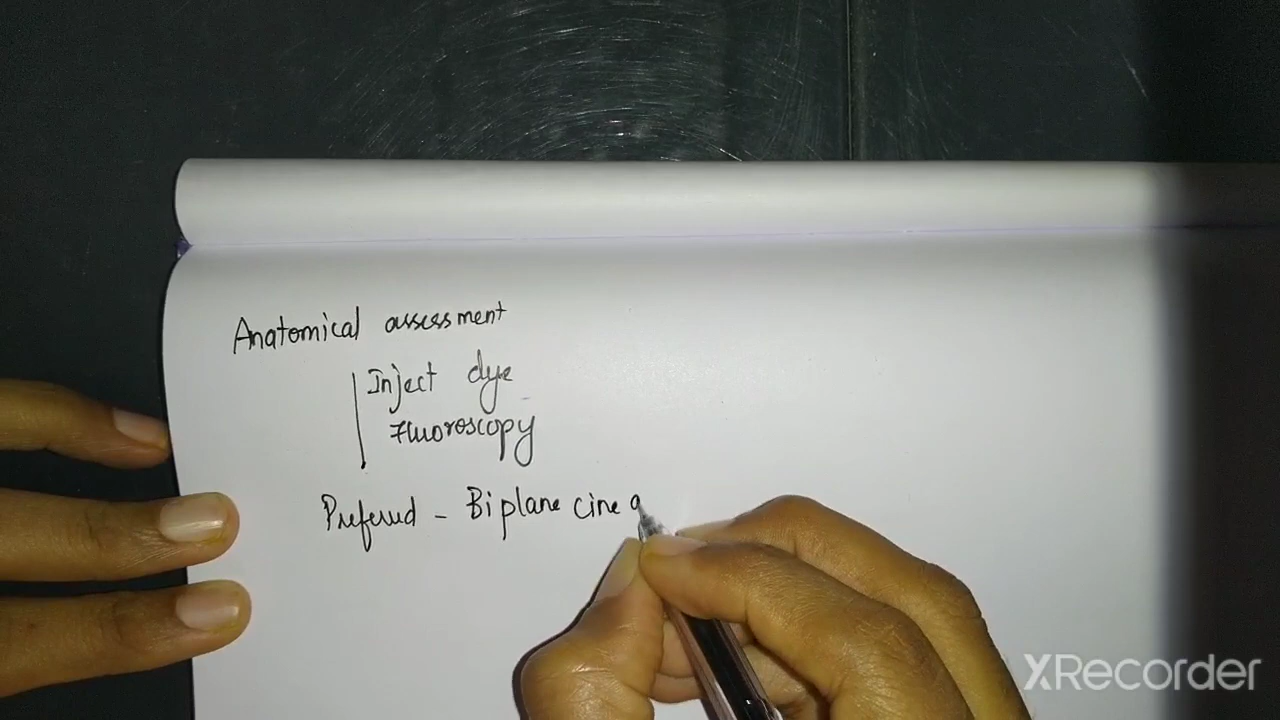 Anatomical assessment
Inject dye
Fluoroscopy
Preferred - Biplane cine a
XRecorder